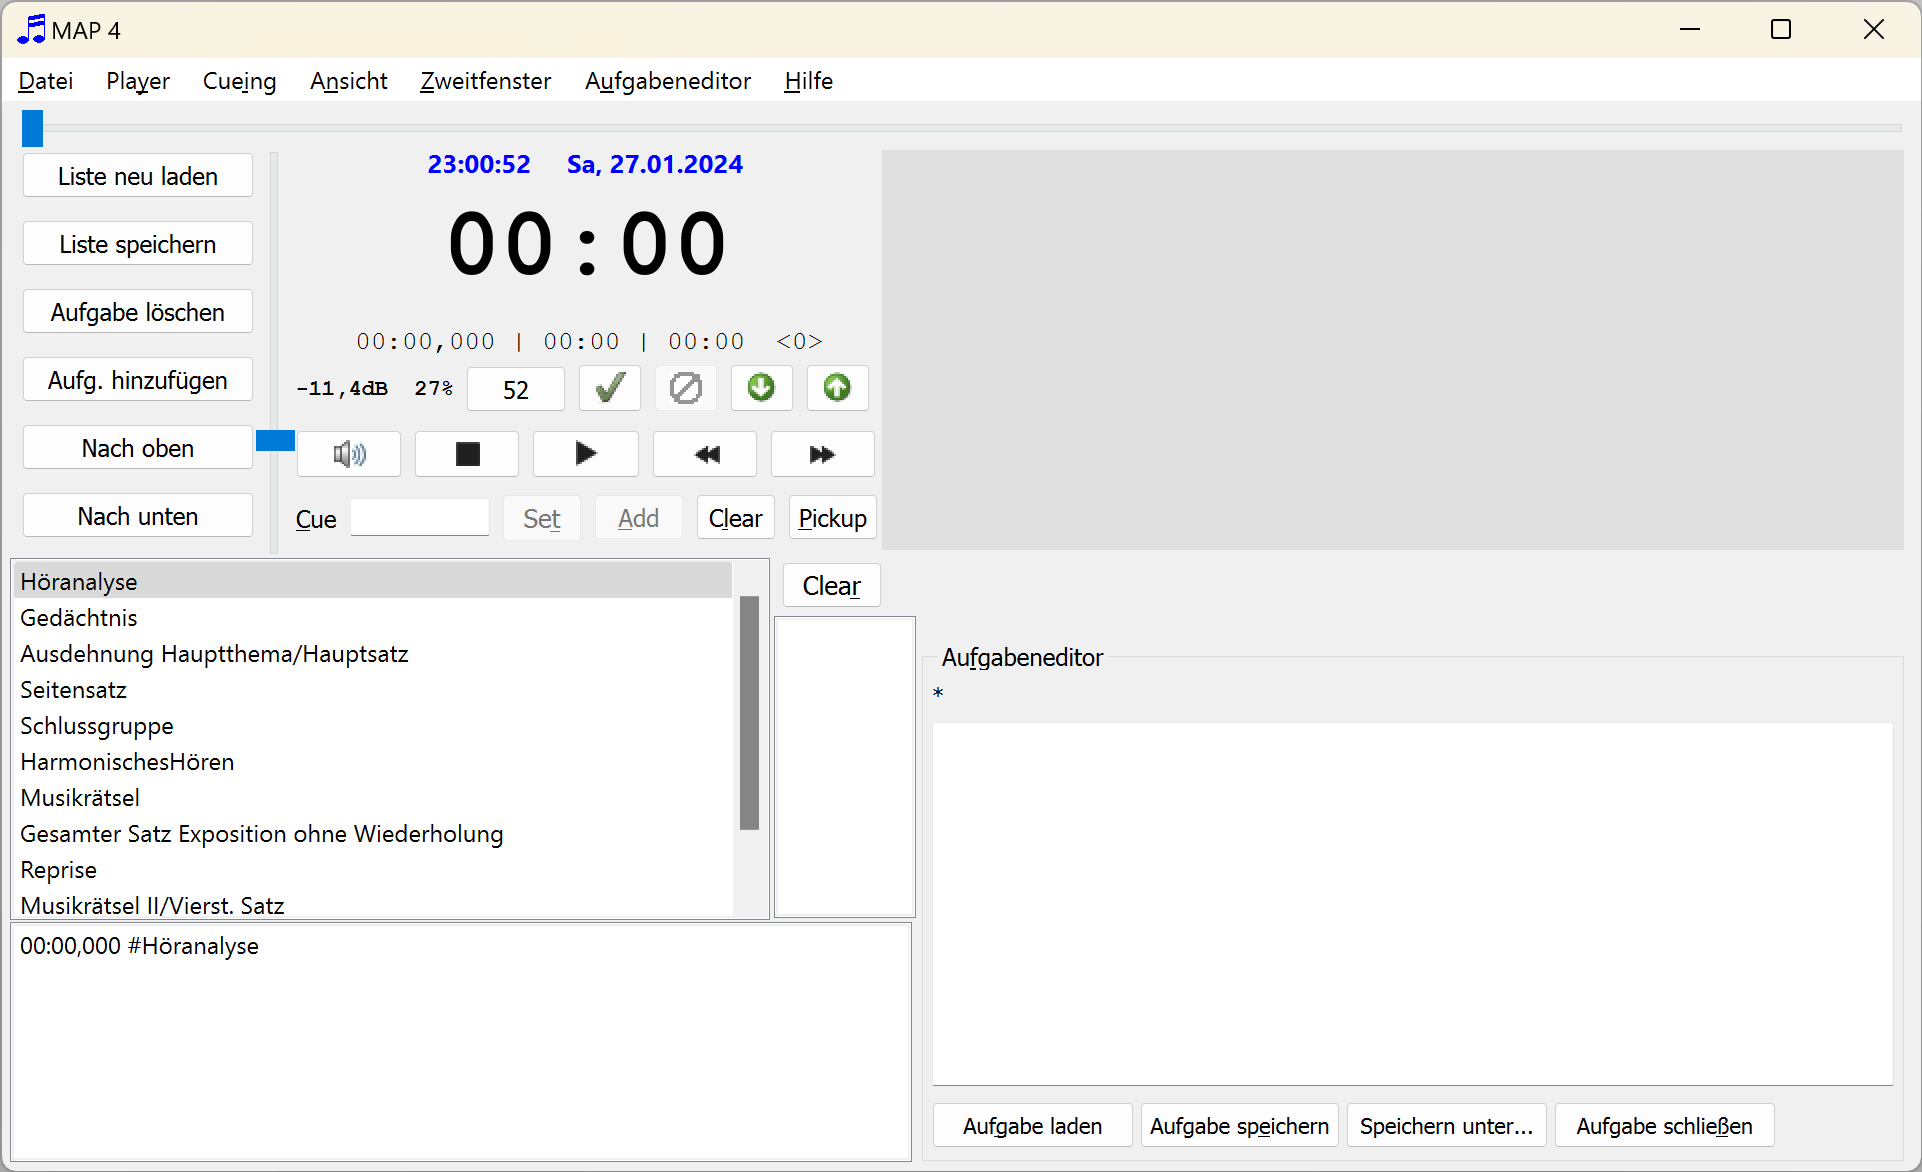 MAP 4
Datei Player Cueing Ansicht Zweitfenster Aufgabeneditor Hilfe
Liste neu laden
Liste speichern
Aufgabe löschen
Aufg. hinzufügen
Nach oben
Nach unten
23:00:52 Sa, 27.01.2024
00:00
00:00,000 | 00:00 | 00:00 <0>
-11,4dB 27% 52
Cue Set Add Clear Pickup
Höranalyse
Gedächtnis
Ausdehnung Hauptthema/Hauptsatz
Seitensatz
Schlussgruppe
HarmonischesHören
Musikrätsel
Gesamter Satz Exposition ohne Wiederholung
Reprise
Musikrätsel II/Vierst. Satz
Clear
00:00,000 #Höranalyse
Aufgabeneditor
*
Aufgabe laden Aufgabe speichern Speichern unter... Aufgabe schließen